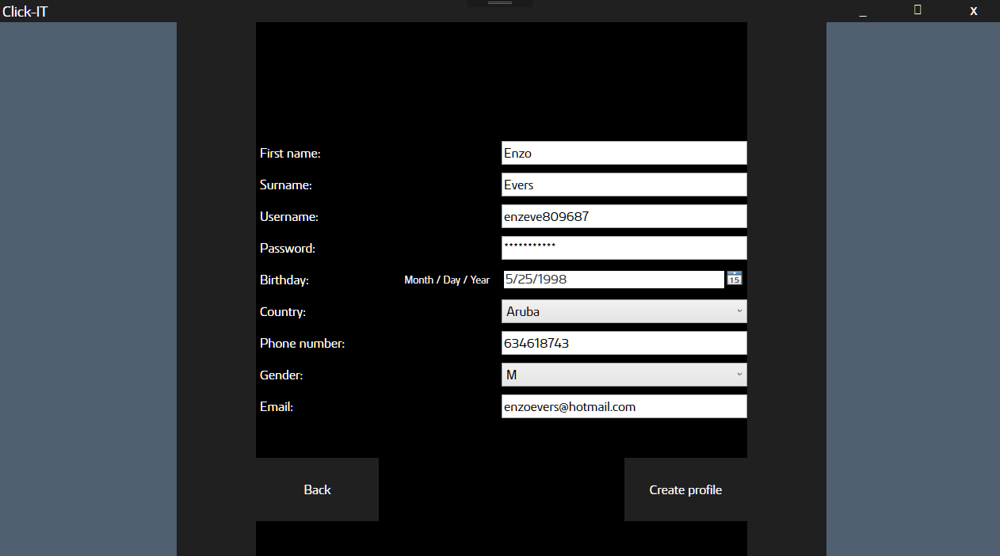 Click-IT _ X
First name: Enzo
Surname: Evers
Username: enzeve809687
Password: ***********
Birthday: Month / Day / Year 5/25/1998 15
Country: Aruba
Phone number: 634618743
Gender: M
Email: enzoevers@hotmail.com
Back Create profile